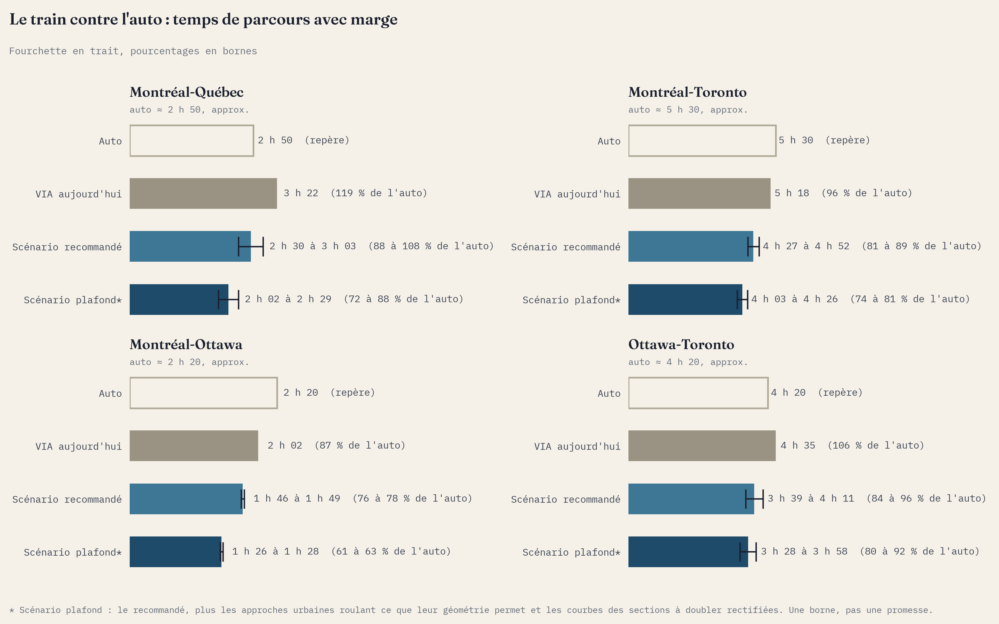 Le train contre l'auto : temps de parcours avec marge
Fourchette en trait, pourcentages en bornes
Montréal-Québec
auto ≈ 2 h 50, approx.
Auto
2 h 50 (repère)
VIA aujourd'hui
3 h 22 (119 % de l'auto)
Scénario recommandé
2 h 30 à 3 h 03 (88 à 108 % de l'auto)
Scénario plafond*
2 h 02 à 2 h 29 (72 à 88 % de l'auto)
Montréal-Toronto
auto ≈ 5 h 30, approx.
Auto
5 h 30 (repère)
VIA aujourd'hui
5 h 18 (96 % de l'auto)
Scénario recommandé
4 h 27 à 4 h 52 (81 à 89 % de l'auto)
Scénario plafond*
4 h 03 à 4 h 26 (74 à 81 % de l'auto)
Montréal-Ottawa
auto ≈ 2 h 20, approx.
Auto
2 h 20 (repère)
VIA aujourd'hui
2 h 02 (87 % de l'auto)
Scénario recommandé
1 h 46 à 1 h 49 (76 à 78 % de l'auto)
Scénario plafond*
1 h 26 à 1 h 28 (61 à 63 % de l'auto)
Ottawa-Toronto
auto ≈ 4 h 20, approx.
Auto
4 h 20 (repère)
VIA aujourd'hui
4 h 35 (106 % de l'auto)
Scénario recommandé
3 h 39 à 4 h 11 (84 à 96 % de l'auto)
Scénario plafond*
3 h 28 à 3 h 58 (80 à 92 % de l'auto)
* Scénario plafond : le recommandé, plus les approches urbaines roulant ce que leur géométrie permet et les courbes des sections à doubler rectifiées. Une borne, pas une promesse.